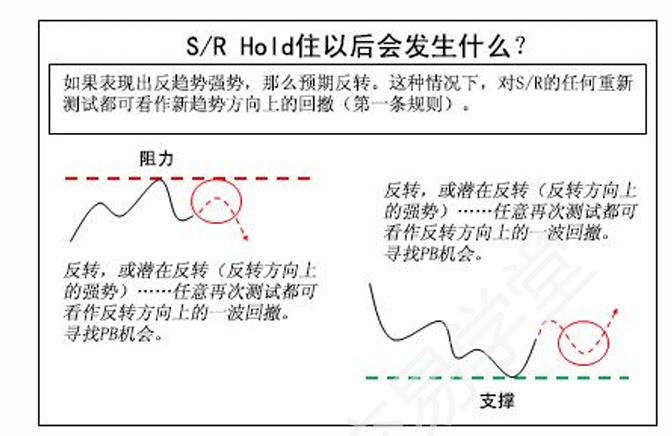 S/R Hold住以后会发生什么？
如果表现出反趋势强势，那么预期反转。这种情况下，对S/R的任何重新
测试都可看作新趋势方向上的回撤（第一条规则）。
阻力
反转，或潜在反转（反转方向上
的强势）……任意再次测试都可
看作反转方向上的一波回撤。
寻找PB机会。
反转，或潜在反转（反转方向上
的强势）……任意再次测试都可
看作反转方向上的一波回撤。
寻找PB机会。
支撑
易学堂